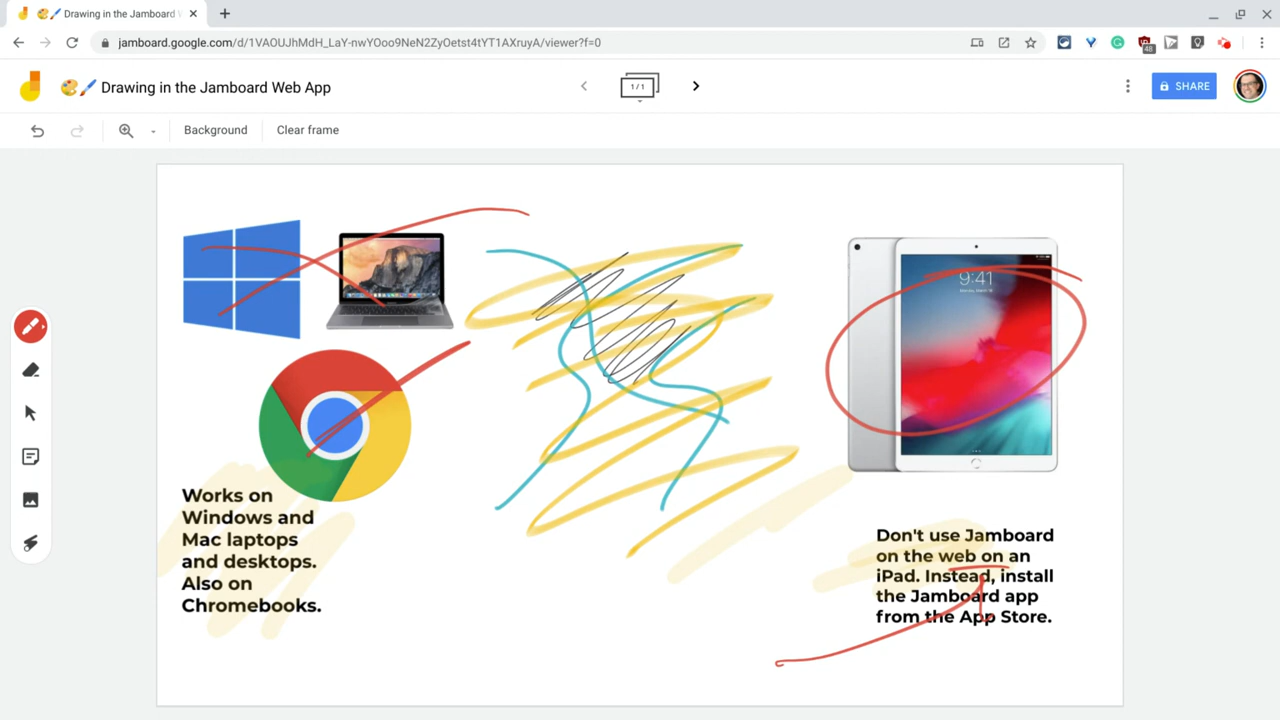 Drawing in the Jamboard W
jamboard.google.com/d/1VAOUJhMdH_LaY-nwYOoo9NeN2ZyOetst4tYT1AXruyA/viewer?f=0
48
Drawing in the Jamboard Web App
1/1
SHARE
Background
Clear frame
9:41
Works on
Windows and
Mac laptops
and desktops.
Also on
Chromebooks.
Don't use Jamboard
on the web on an
iPad. Instead, install
the Jamboard app
from the App Store.